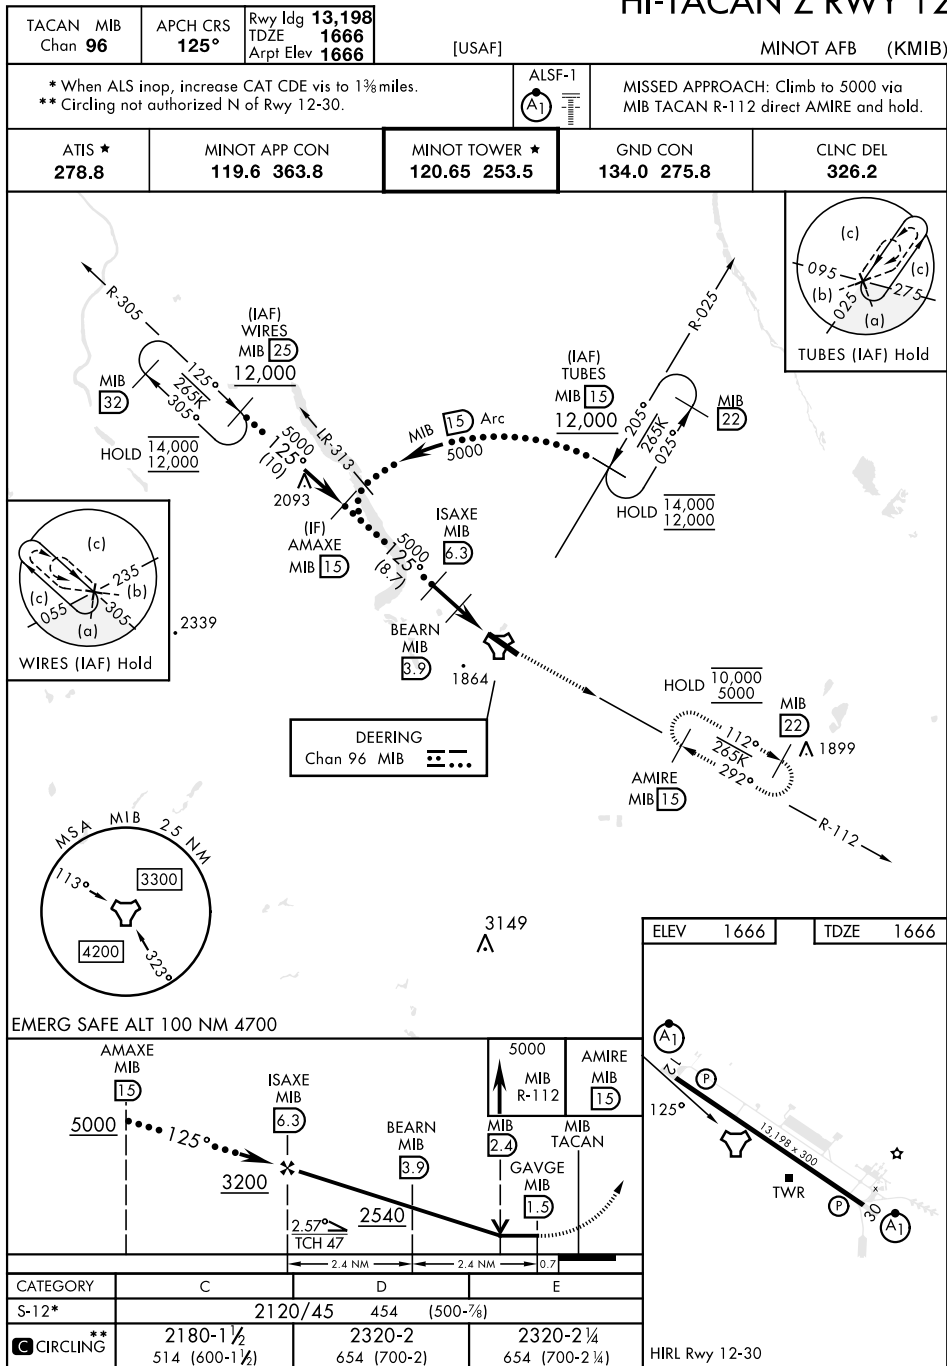 HI-TACAN Z RWY 12
TACAN MIB
Chan 96
APCH CRS
125°
Rwy ldg 13,198
TDZE 1666
Arpt Elev 1666
[USAF]
MINOT AFB (KMIB)
* When ALS inop, increase CAT CDE vis to 1⅜ miles.
** Circling not authorized N of Rwy 12-30.
ALSF-1
A1
MISSED APPROACH: Climb to 5000 via
MIB TACAN R-112 direct AMIRE and hold.
ATIS ★
278.8
MINOT APP CON
119.6 363.8
MINOT TOWER ★
120.65 253.5
GND CON
134.0 275.8
CLNC DEL
326.2
R-305
(IAF)
WIRES
MIB 25
12,000
MIB
32
125°
265K
305°
HOLD 14,000
12,000
5000
125°
(10)
2093
LR-313
MIB 15 Arc
5000
(IAF)
TUBES
MIB 15
12,000
R-025
205°
265K
025°
MIB
22
HOLD 14,000
12,000
(c)
095
(b)
025
(a)
275
(c)
TUBES (IAF) Hold
(IF)
AMAXE
MIB 15
5000
125°
(8.7)
ISAXE
MIB
6.3
BEARN
MIB
3.9
1864
(c)
235
(b)
305
(a)
055
(c)
WIRES (IAF) Hold
2339
DEERING
Chan 96 MIB
HOLD 10,000
5000
MIB
22
112°
265K
292°
1899
AMIRE
MIB 15
R-112
MSA MIB 25 NM
113°
3300
4200
323°
3149
EMERG SAFE ALT 100 NM 4700
ELEV 1666
TDZE 1666
A1
12
P
125°
13,198 x 300
TWR
P
x
30
A1
HIRL Rwy 12-30
AMAXE
MIB
15
5000
125°
ISAXE
MIB
6.3
3200
2.57°
TCH 47
BEARN
MIB
3.9
2540
5000
MIB
R-112
AMIRE
MIB
15
MIB
2.4
GAVGE
MIB
1.5
MIB
TACAN
2.4 NM
2.4 NM
0.7
CATEGORY C D E
S-12* 2120/45 454 (500-⅞)
C CIRCLING **
2180-1½
514 (600-1½)
2320-2
654 (700-2)
2320-2¼
654 (700-2¼)